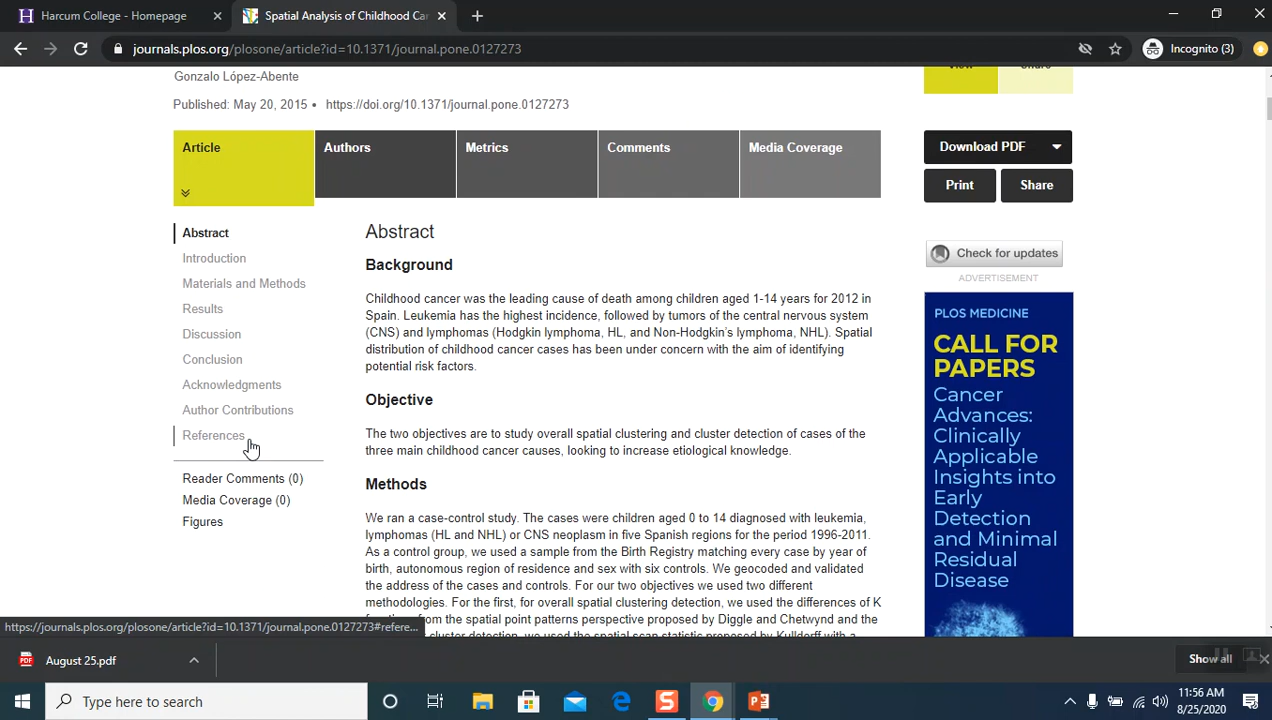 Harcum College - Homepage
Spatial Analysis of Childhood Ca
journals.plos.org/plosone/article?id=10.1371/journal.pone.0127273
Incognito (3)
Gonzalo López-Abente
View
Share
Published: May 20, 2015 • https://doi.org/10.1371/journal.pone.0127273
Article
Authors
Metrics
Comments
Media Coverage
Download PDF
Print
Share
Abstract
Introduction
Materials and Methods
Results
Discussion
Conclusion
Acknowledgments
Author Contributions
References
Reader Comments (0)
Media Coverage (0)
Figures
Abstract
Background
Childhood cancer was the leading cause of death among children aged 1-14 years for 2012 in
Spain. Leukemia has the highest incidence, followed by tumors of the central nervous system
(CNS) and lymphomas (Hodgkin lymphoma, HL, and Non-Hodgkin's lymphoma, NHL). Spatial
distribution of childhood cancer cases has been under concern with the aim of identifying
potential risk factors.
Objective
The two objectives are to study overall spatial clustering and cluster detection of cases of the
three main childhood cancer causes, looking to increase etiological knowledge.
Methods
We ran a case-control study. The cases were children aged 0 to 14 diagnosed with leukemia,
lymphomas (HL and NHL) or CNS neoplasm in five Spanish regions for the period 1996-2011.
As a control group, we used a sample from the Birth Registry matching every case by year of
birth, autonomous region of residence and sex with six controls. We geocoded and validated
the address of the cases and controls. For our two objectives we used two different
methodologies. For the first, for overall spatial clustering detection, we used the differences of K
from the spatial point patterns perspective proposed by Diggle and Chetwynd and the
cluster detection, we used the spatial scan statistic proposed by Kulldorff with a
Check for updates
ADVERTISEMENT
PLOS MEDICINE
CALL FOR
PAPERS
Cancer
Advances:
Clinically
Applicable
Insights into
Early
Detection
and Minimal
Residual
Disease
https://journals.plos.org/plosone/article?id=10.1371/journal.pone.0127273#refere...
PDF
August 25.pdf
Show all
Type here to search
11:56 AM
8/25/2020